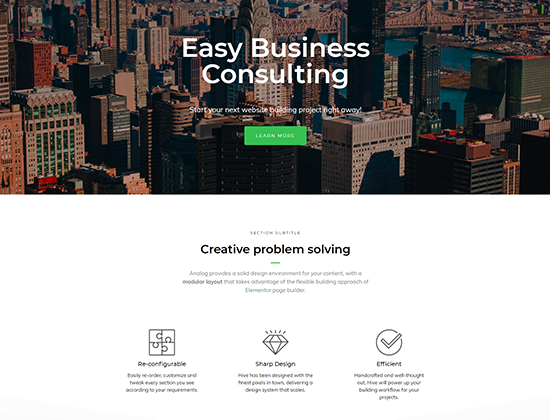 Easy Business
Consulting
Start your next website building project right away!
LEARN MORE
SECTION SUBTITLE
Creative problem solving
Analog provides a solid design environment for your content, with a
modular layout that takes advantage of the flexible building approach of
Elementor page builder.
Re-configurable
Easily re-order, customize and
tweak every section you see
according to your requirements.
Sharp Design
Hive has been designed with the
finest pixels in town, delivering a
design system that scales.
Efficient
Handcrafted and well-thought
out, Hive will power up your
building workflow for your
projects.